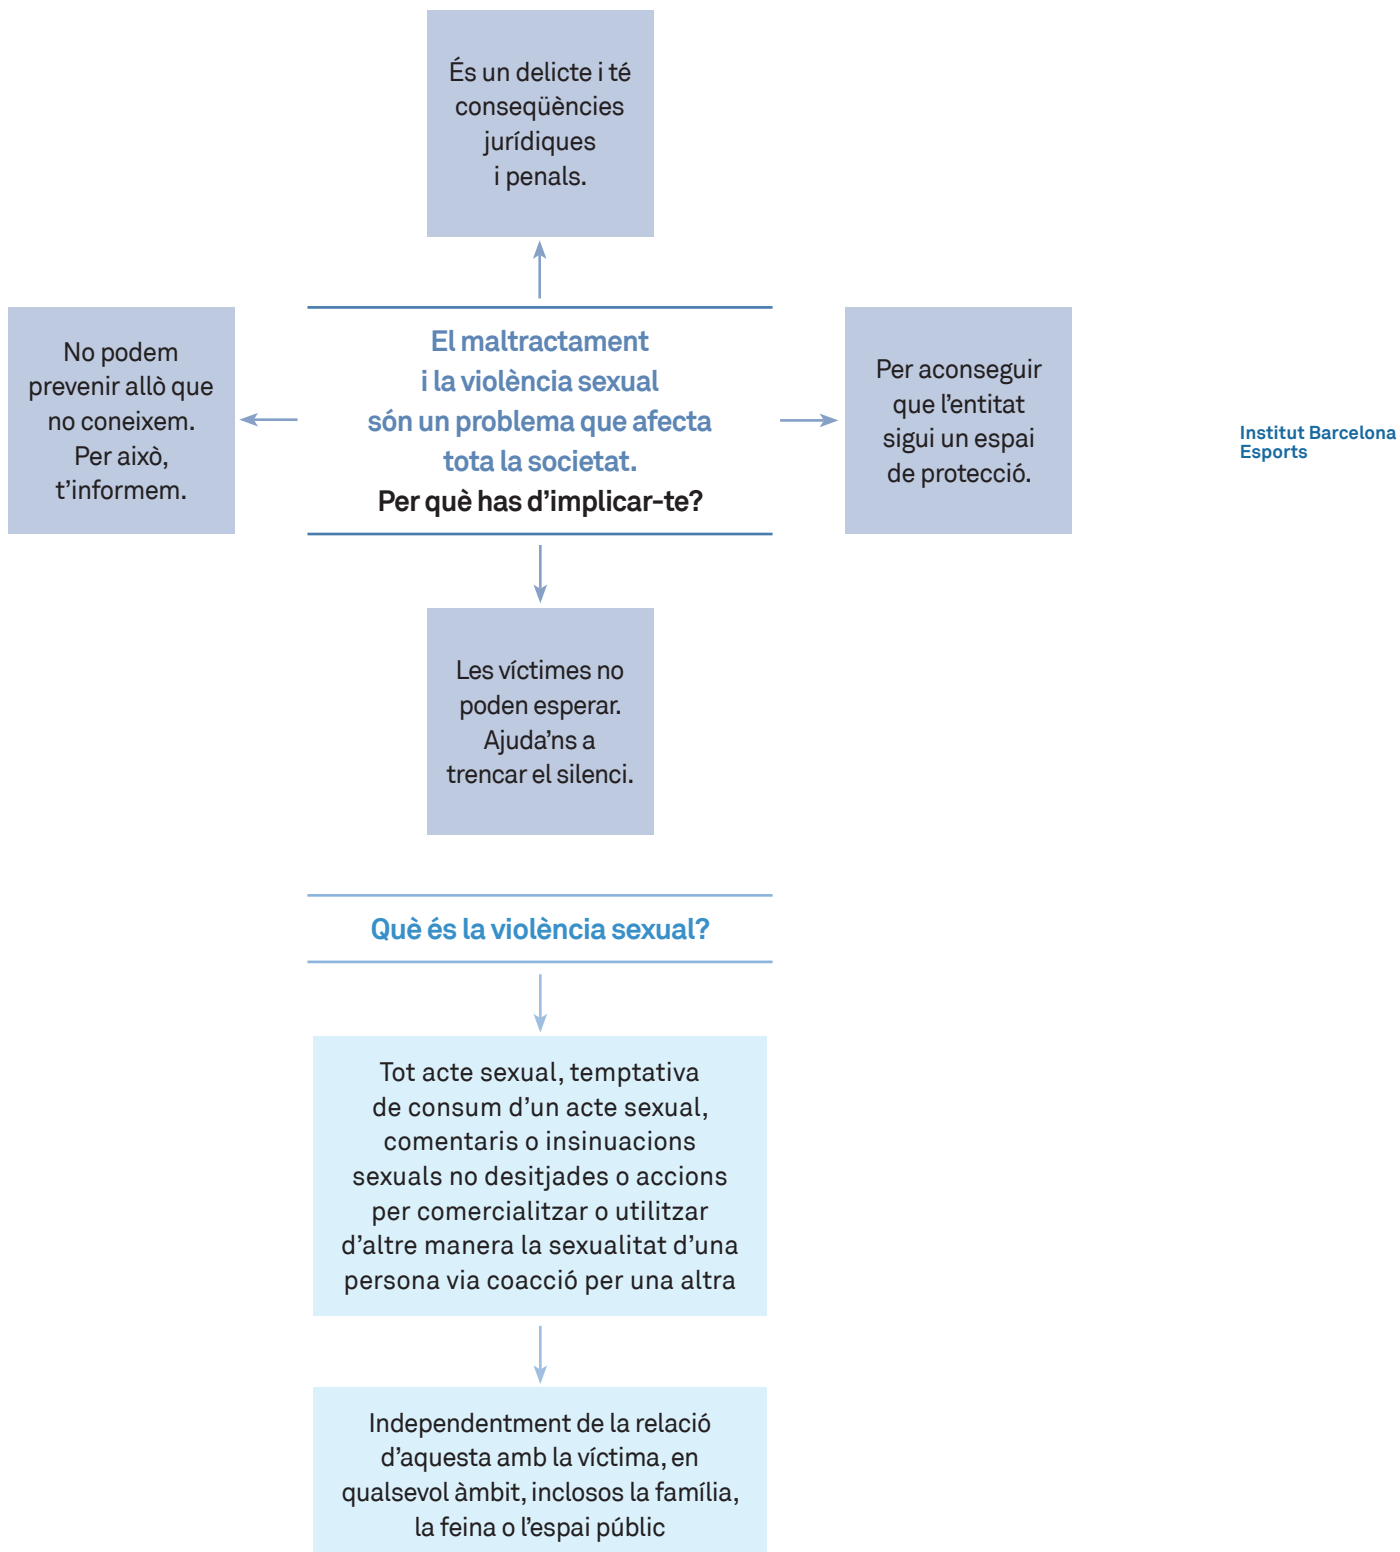 És un delicte i té
conseqüències
jurídiques
i penals.
No podem
prevenir allò que
no coneixem.
Per això,
t’informem.
El maltractament
i la violència sexual
són un problema que afecta
tota la societat.
Per què has d’implicar-te?
Per aconseguir
que l’entitat
sigui un espai
de protecció.
Institut Barcelona
Esports
Les víctimes no
poden esperar.
Ajuda’ns a
trencar el silenci.
Què és la violència sexual?
Tot acte sexual, temptativa
de consum d’un acte sexual,
comentaris o insinuacions
sexuals no desitjades o accions
per comercialitzar o utilitzar
d’altre manera la sexualitat d’una
persona via coacció per una altra
Independentment de la relació
d’aquesta amb la víctima, en
qualsevol àmbit, inclosos la família,
la feina o l’espai públic